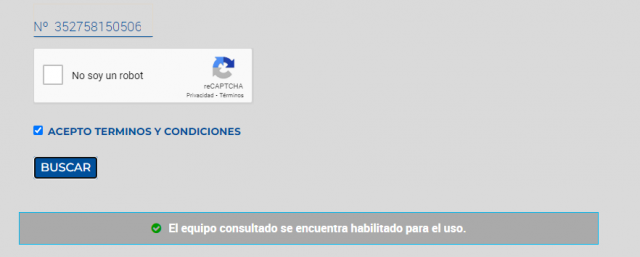 Nº 352758150506
No soy un robot
reCAPTCHA
Privacidad - Términos
ACEPTO TERMINOS Y CONDICIONES
BUSCAR
El equipo consultado se encuentra habilitado para el uso.